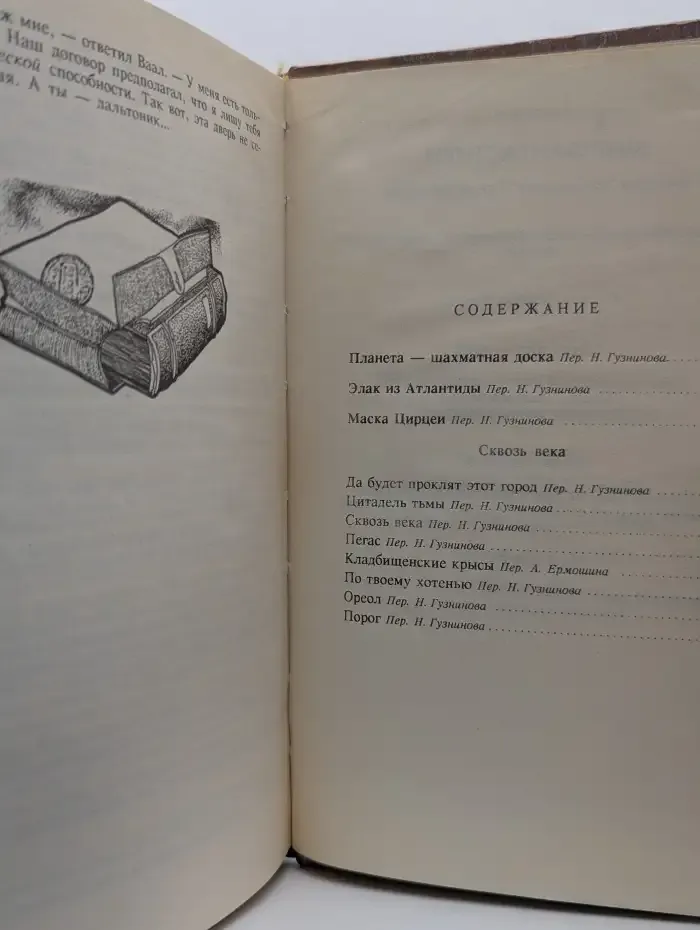 ж мне, — ответил Ваал. — У меня есть толь-
Наш договор предполагал, что я лишу тебя
ческой способности. Так вот, эта дверь не се-
ая. А ты — дальтоник...
СОДЕРЖАНИЕ
Планета — шахматная доска Пер. Н. Гузнинова.....
Элак из Атлантиды Пер. Н. Гузнинова .............
Маска Цирцеи Пер. Н. Гузнинова .................
Сквозь века
Да будет проклят этот город Пер. Н. Гузнинова .....
Цитадель тьмы Пер. Н. Гузнинова .................
Сквозь века Пер. Н. Гузнинова ....................
Пегас Пер. Н. Гузнинова ..........................
Кладбищенские крысы Пер. А. Ермошина ..........
По твоему хотенью Пер. Н. Гузнинова .............
Ореол Пер. Н. Гузнинова .........................
Порог Пер. Н. Гузнинова .........................